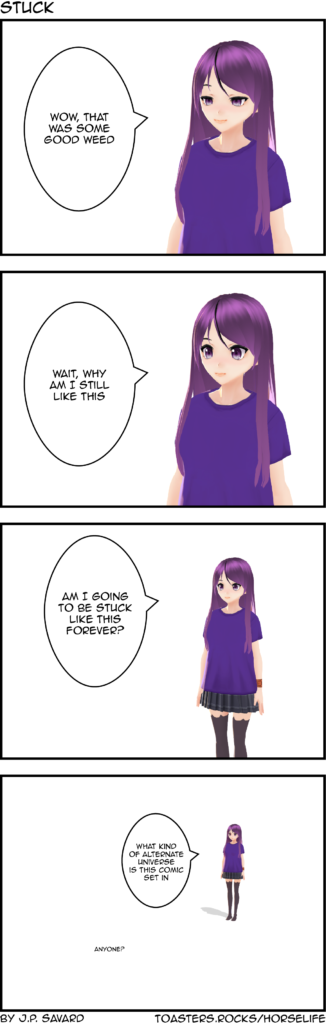 STUCK
WOW, THAT
WAS SOME
GOOD WEED
WAIT, WHY
AM I STILL
LIKE THIS
AM I GOING
TO BE STUCK
LIKE THIS
FOREVER?
WHAT KIND
OF ALTERNATE
UNIVERSE
IS THIS COMIC
SET IN
ANYONE?
BY J.P. SAVARD
TOASTERS.ROCKS/HORSELIFE